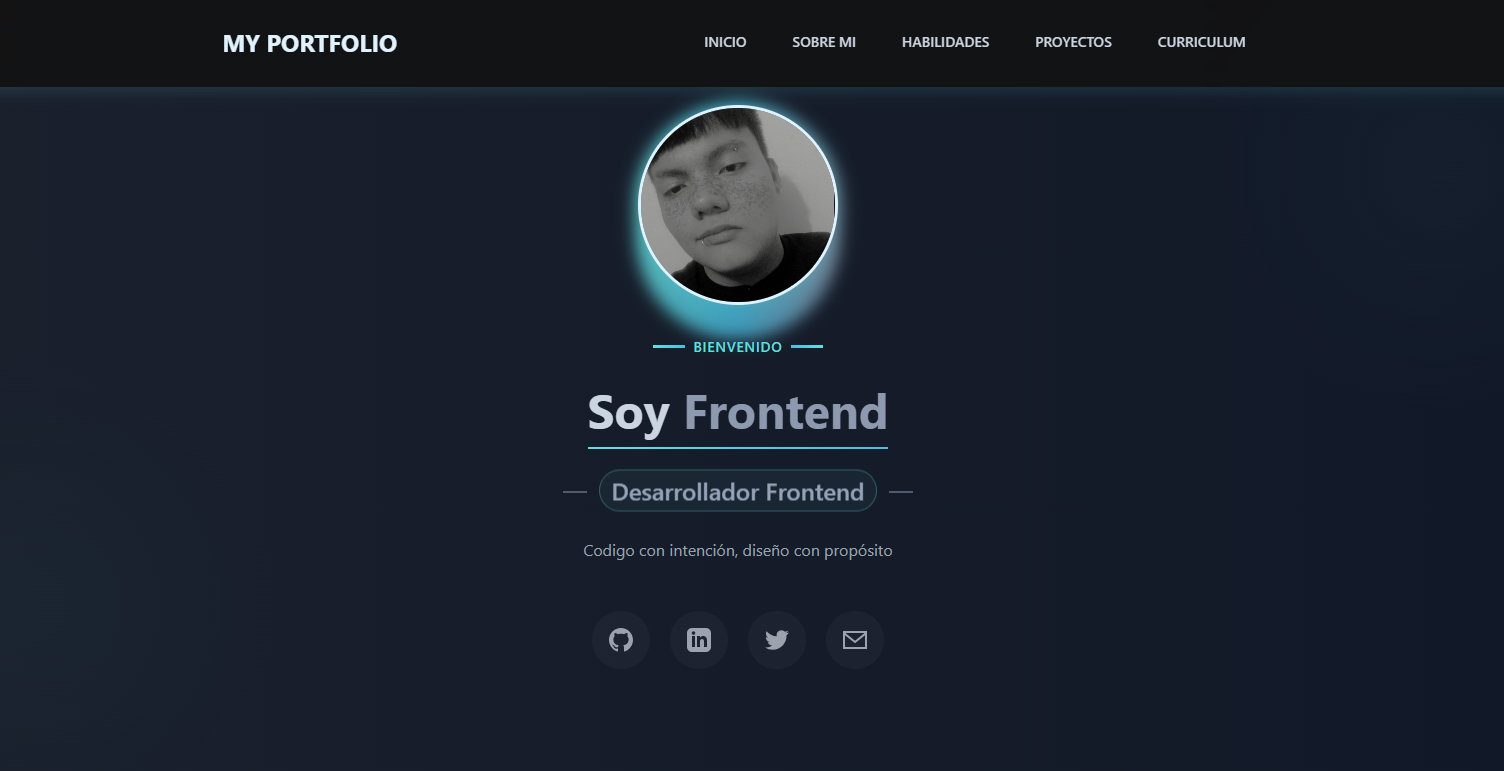 MY PORTFOLIO
INICIO SOBRE MI HABILIDADES PROYECTOS CURRICULUM
BIENVENIDO
Soy Frontend
Desarrollador Frontend
Codigo con intención, diseño con propósito
in